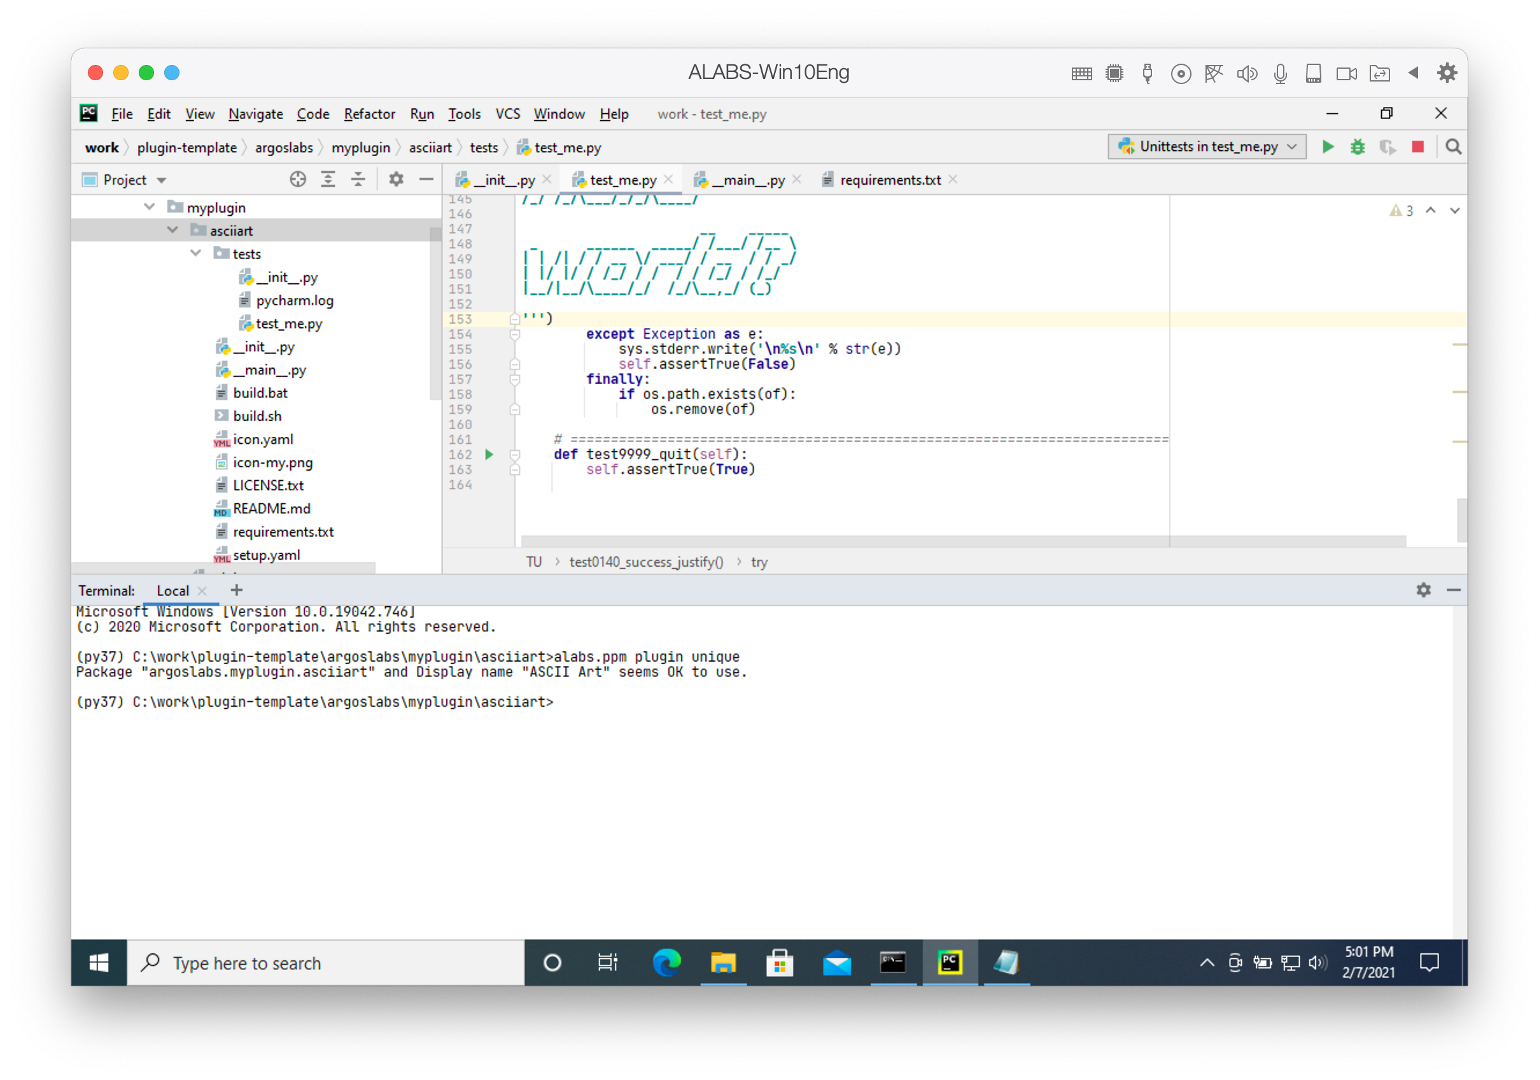 ALABS-Win10Eng
PC File Edit View Navigate Code Refactor Run Tools VCS Window Help work - test_me.py
work plugin-template argoslabs myplugin asciiart tests test_me.py Unittests in test_me.py
Project __init__.py test_me.py __main__.py requirements.txt
myplugin
asciiart
tests
__init__.py
pycharm.log
test_me.py
__init__.py
__main__.py
build.bat
build.sh
icon.yaml
icon-my.png
LICENSE.txt
README.md
requirements.txt
setup.yaml
3
145
146
147
148
149
150
151
152
153 ''')
154 except Exception as e:
155 sys.stderr.write('\n%s\n' % str(e))
156 self.assertTrue(False)
157 finally:
158 if os.path.exists(of):
159 os.remove(of)
160
161 # ==========================================================================
162 def test9999_quit(self):
163 self.assertTrue(True)
164
world?
TU test0140_success_justify() try
Terminal: Local +
Microsoft Windows [Version 10.0.19042.746]
(c) 2020 Microsoft Corporation. All rights reserved.
(py37) C:\work\plugin-template\argoslabs\myplugin\asciiart>alabs.ppm plugin unique
Package "argoslabs.myplugin.asciiart" and Display name "ASCII Art" seems OK to use.
(py37) C:\work\plugin-template\argoslabs\myplugin\asciiart>
Type here to search
PC
5:01 PM
2/7/2021